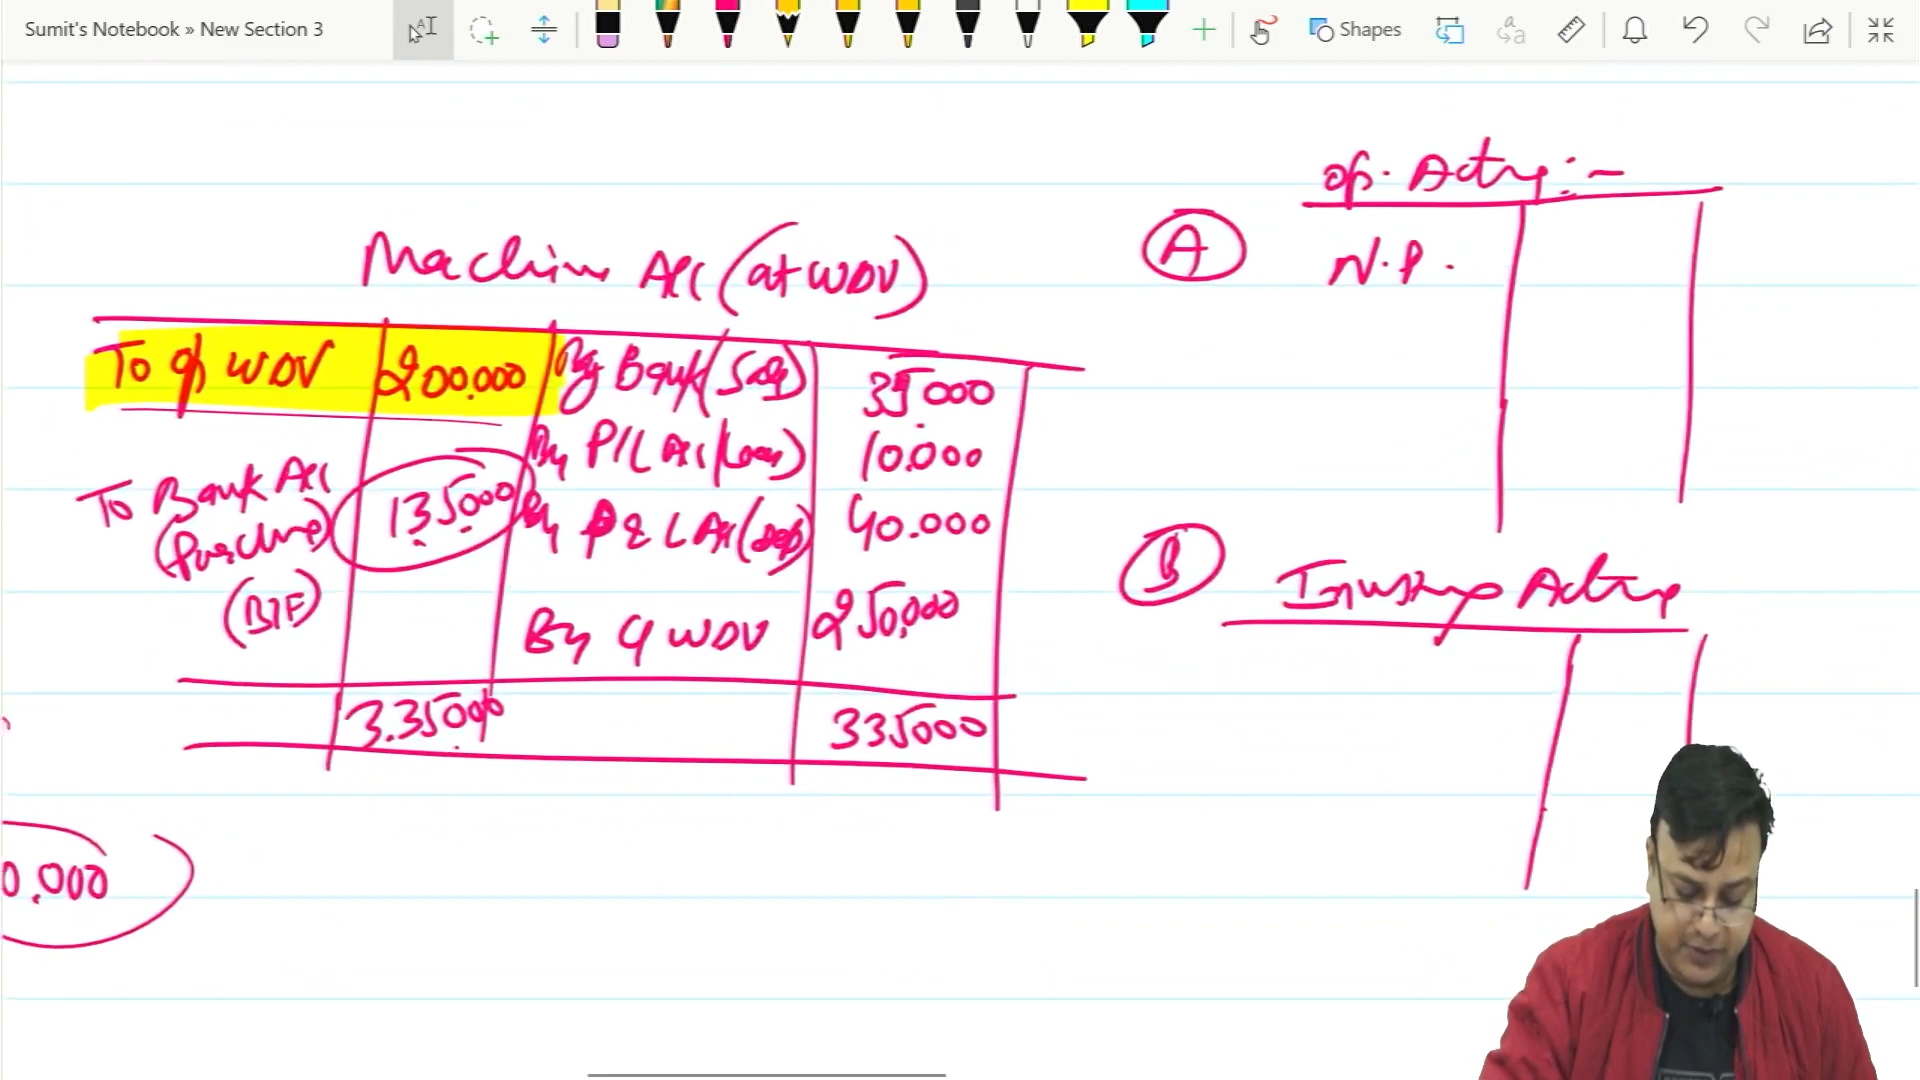 Sumit's Notebook » New Section 3
Shapes
Op. Actvy :-
A N.P.
Machine A/c (at WDV)
To op WDV 200.000 By Bank (Sale) 35000
By P/L A/c (Loss) 10.000
To Bank A/c 135000 By P & L A/c (Dep) 40.000
(Purchase)
(B/F) By cl WDV 250,000
3.35000 335000
B Investing Actvy
0.000